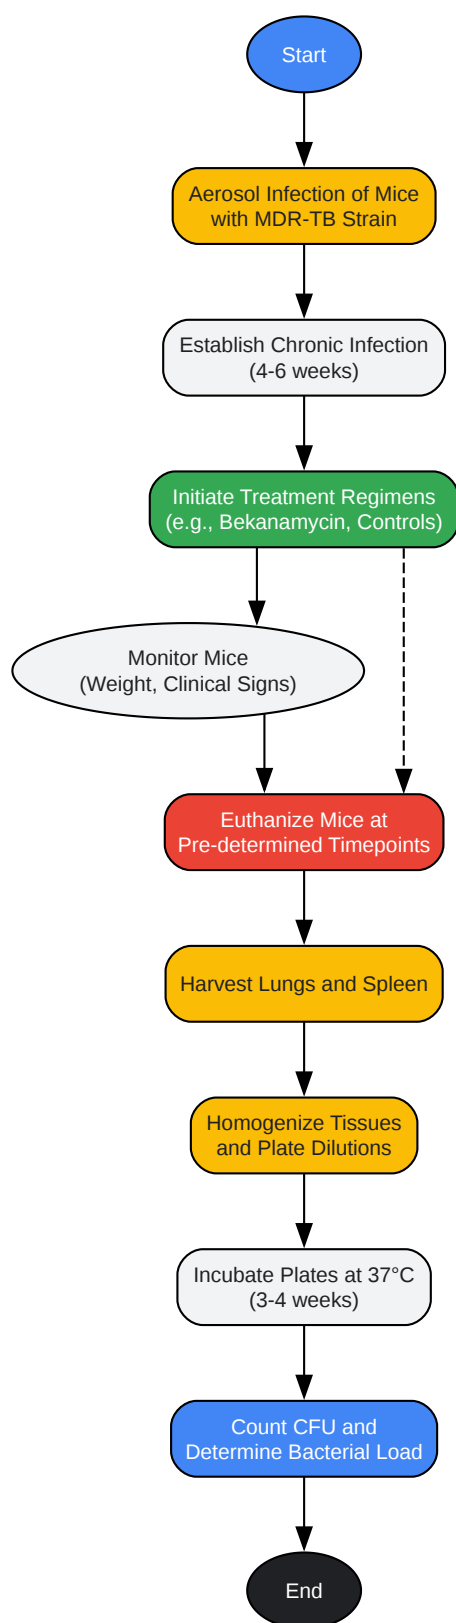 Start
Aerosol Infection of Mice
with MDR-TB Strain
Establish Chronic Infection
(4-6 weeks)
Initiate Treatment Regimens
(e.g., Bekanamycin, Controls)
Monitor Mice
(Weight, Clinical Signs)
Euthanize Mice at
Pre-determined Timepoints
Harvest Lungs and Spleen
Homogenize Tissues
and Plate Dilutions
Incubate Plates at 37°C
(3-4 weeks)
Count CFU and
Determine Bacterial Load
End